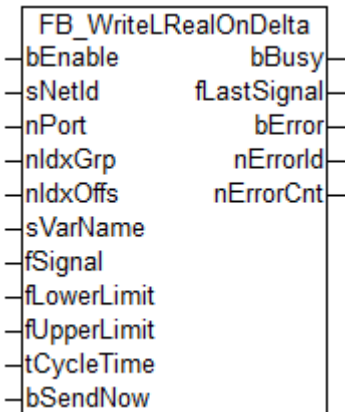 FB_WriteLRealOnDelta
bEnable bBusy
sNetId fLastSignal
nPort bError
nIdxGrp nErrorId
nIdxOffs nErrorCnt
sVarName
fSignal
fLowerLimit
fUpperLimit
tCycleTime
bSendNow